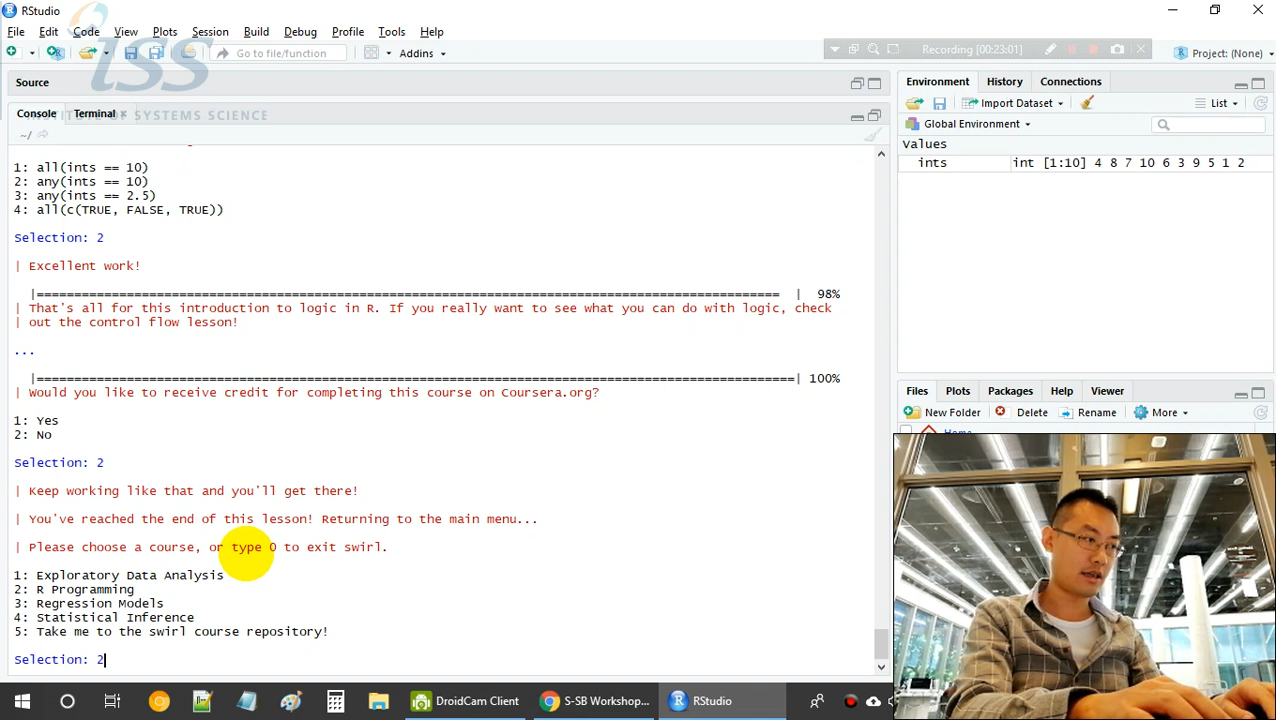 RStudio
File Edit Code View Plots Session Build Debug Profile Tools Help
Go to file/function
Addins
Recording [00:23:01]
Project: (None)
iss
INSTITUTE OF SYSTEMS SCIENCE
Source
Console Terminal
~/
1: all(ints == 10)
2: any(ints == 10)
3: any(ints == 2.5)
4: all(c(TRUE, FALSE, TRUE))
Selection: 2
| Excellent work!
|===================================================================================================  |  98%
| That's all for this introduction to logic in R. If you really want to see what you can do with logic, check
| out the control flow lesson!
...
|=====================================================================================================| 100%
| Would you like to receive credit for completing this course on Coursera.org?
1: Yes
2: No
Selection: 2
| Keep working like that and you'll get there!
| You've reached the end of this lesson! Returning to the main menu...
| Please choose a course, or type 0 to exit swirl.
1: Exploratory Data Analysis
2: R Programming
3: Regression Models
4: Statistical Inference
5: Take me to the swirl course repository!
Selection: 2
Environment History Connections
Import Dataset
List
Global Environment
Values
ints int [1:10] 4 8 7 10 6 3 9 5 1 2
Files Plots Packages Help Viewer
New Folder Delete Rename More
Home
DroidCam Client
S-SB Workshop...
RStudio